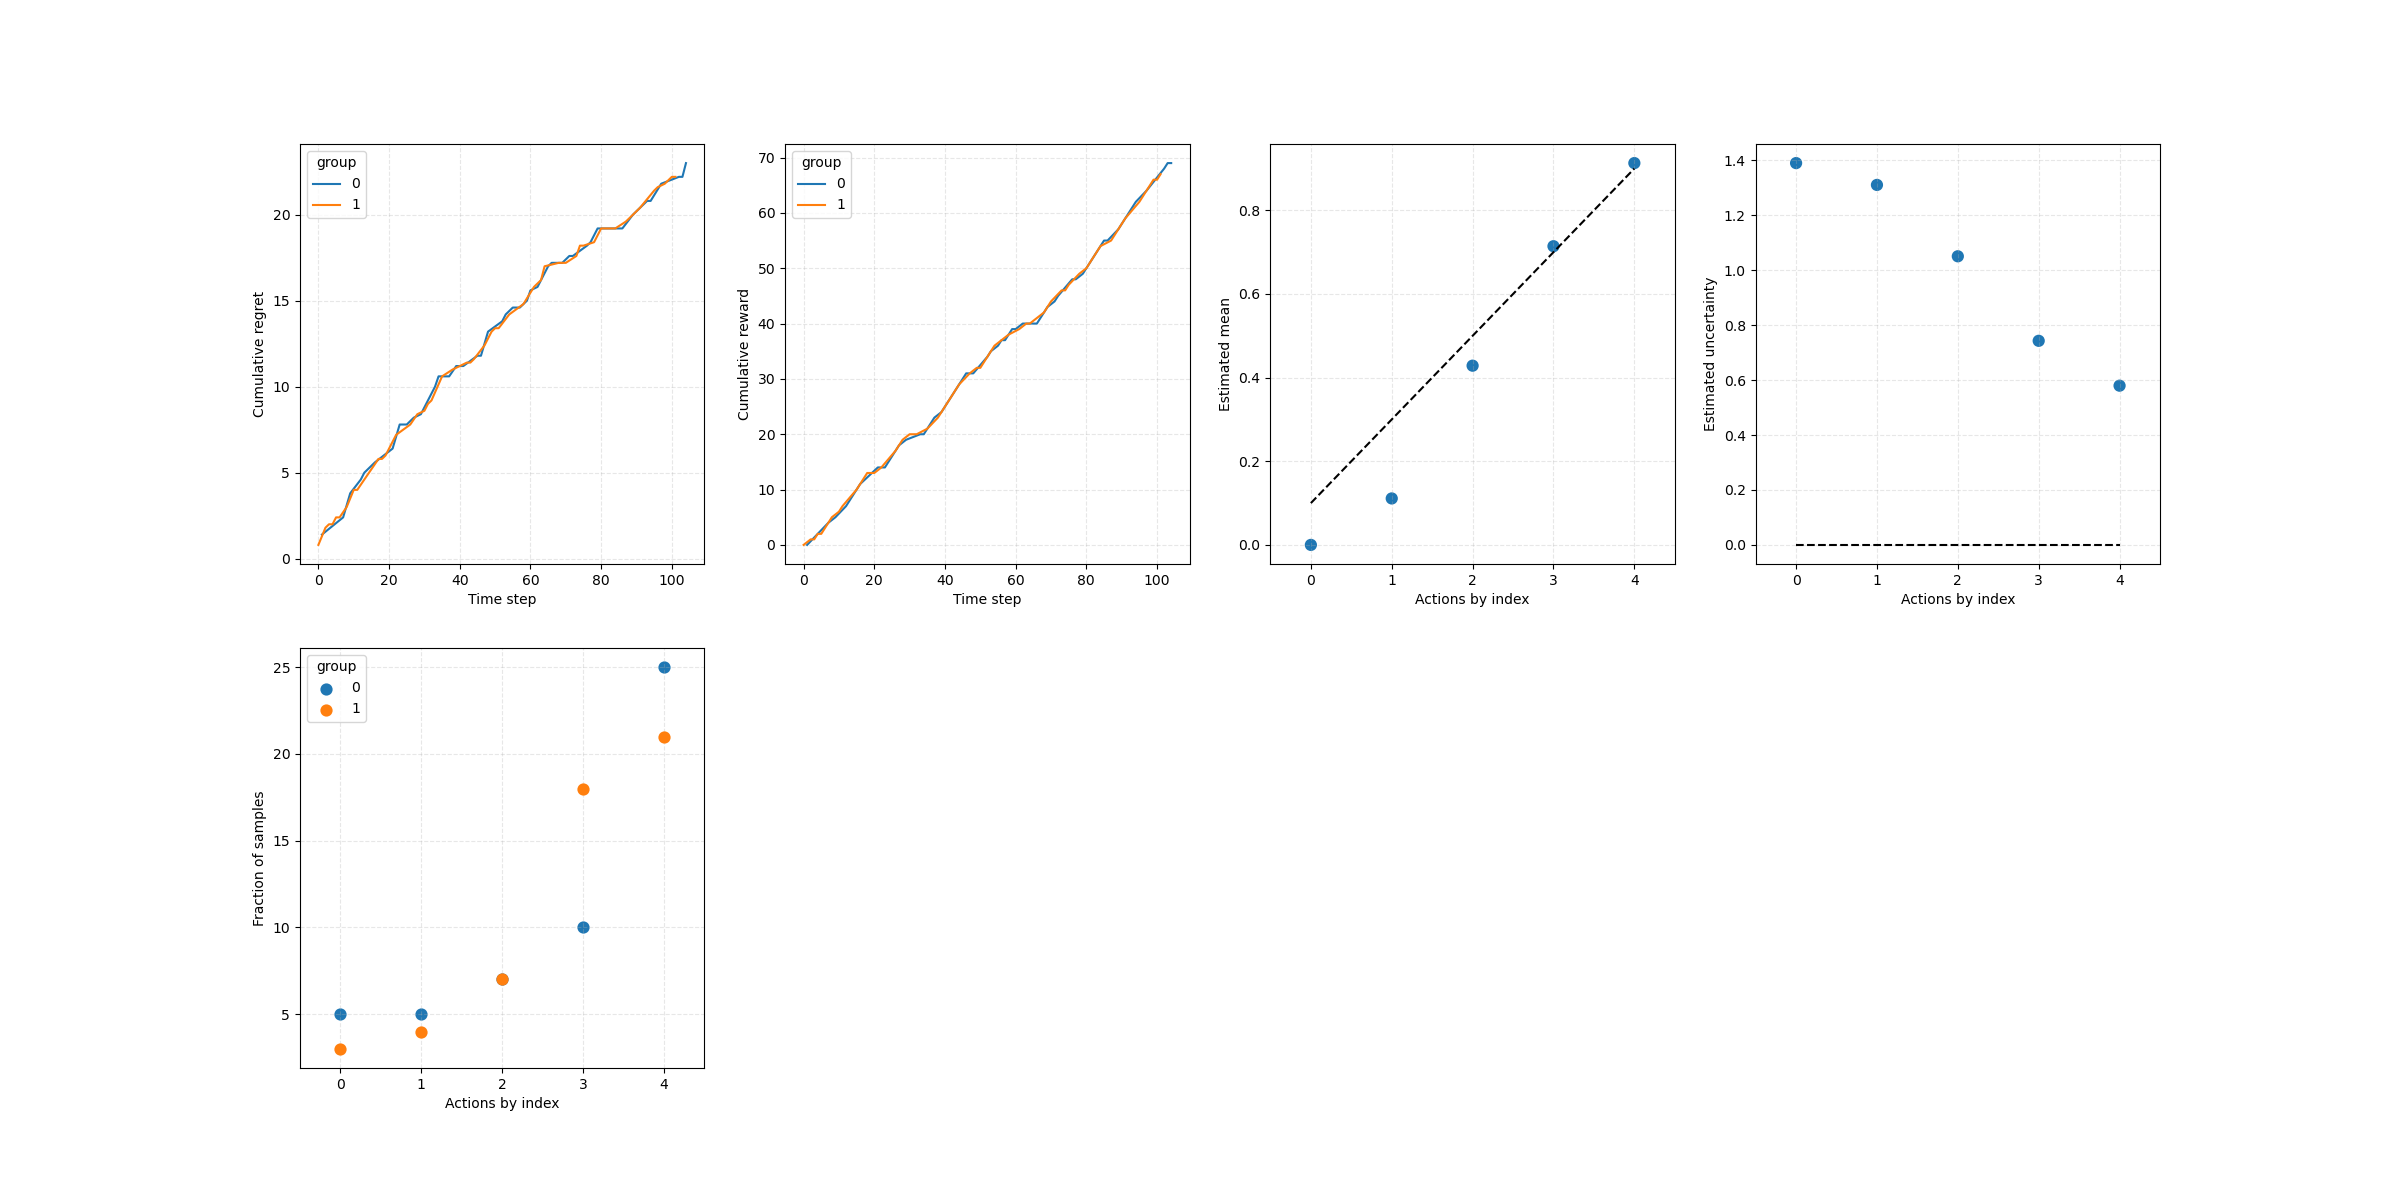 group
0
1
Cumulative regret
20
15
10
5
0
0 20 40 60 80 100
Time step
group
0
1
Cumulative reward
70
60
50
40
30
20
10
0
0 20 40 60 80 100
Time step
Estimated mean
0.8
0.6
0.4
0.2
0.0
0 1 2 3 4
Actions by index
Estimated uncertainty
1.4
1.2
1.0
0.8
0.6
0.4
0.2
0.0
0 1 2 3 4
Actions by index
group
0
1
Fraction of samples
25
20
15
10
5
0 1 2 3 4
Actions by index